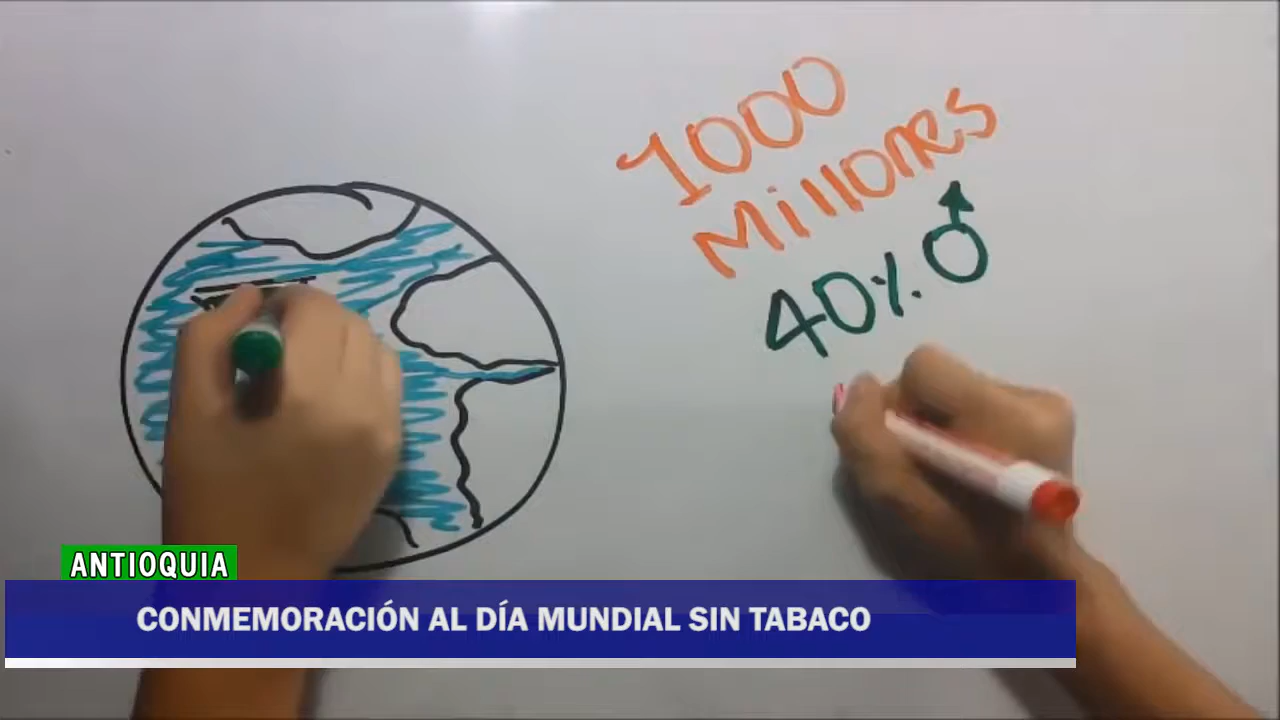 1000
Millones
40%
ANTIOQUIA
CONMEMORACIÓN AL DÍA MUNDIAL SIN TABACO